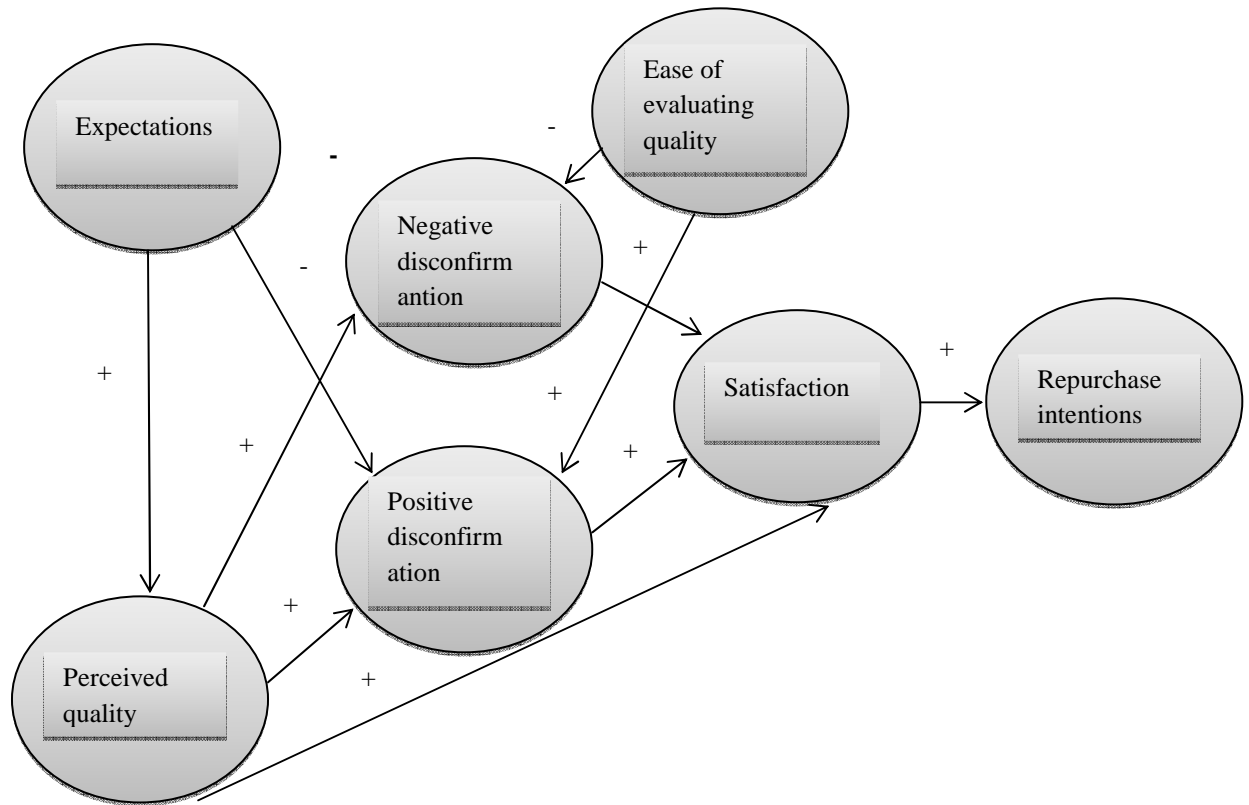 Ease of
evaluating
quality
Expectations
-
-
Negative
disconfirm
antion
+
-
+
Satisfaction
+
Repurchase
intentions
+
+
+
Positive
disconfirm
ation
+
+
Perceived
quality